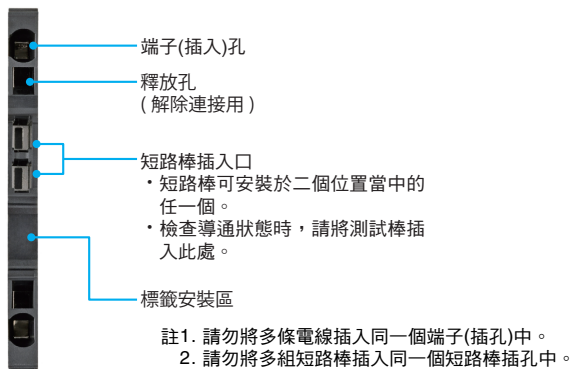 端子(插入)孔
釋放孔
( 解除連接用 )
短路棒插入口
・短路棒可安裝於二個位置當中的
任一個。
・檢查導通狀態時，請將測試棒插
入此處。
標籤安裝區
註1. 請勿將多條電線插入同一個端子(插孔)中。
2. 請勿將多組短路棒插入同一個短路棒插孔中。